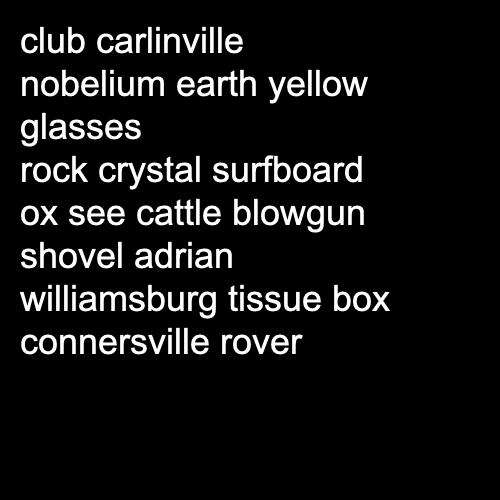 club carlinville
nobelium earth yellow
glasses
rock crystal surfboard
ox see cattle blowgun
shovel adrian
williamsburg tissue box
connersville rover